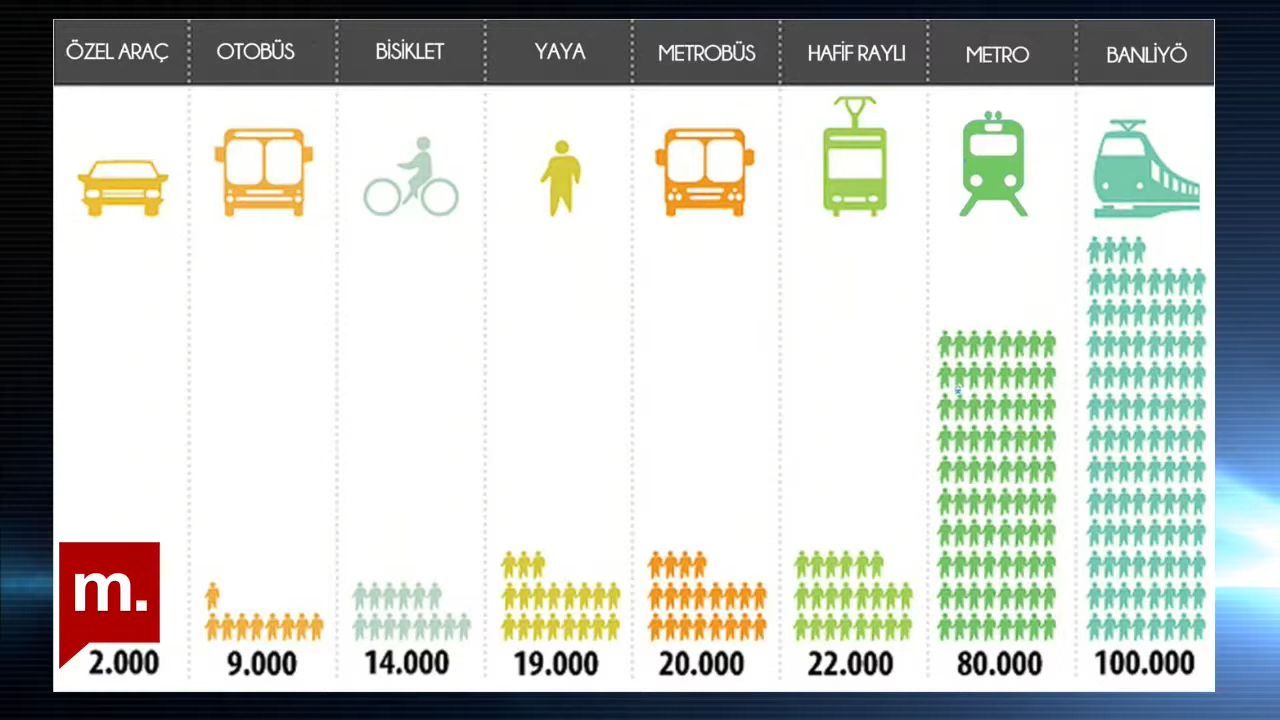 ÖZEL ARAÇ OTOBÜS BİSİKLET YAYA METROBÜS HAFİF RAYLI METRO BANLİYÖ
m.
2.000 9.000 14.000 19.000 20.000 22.000 80.000 100.000